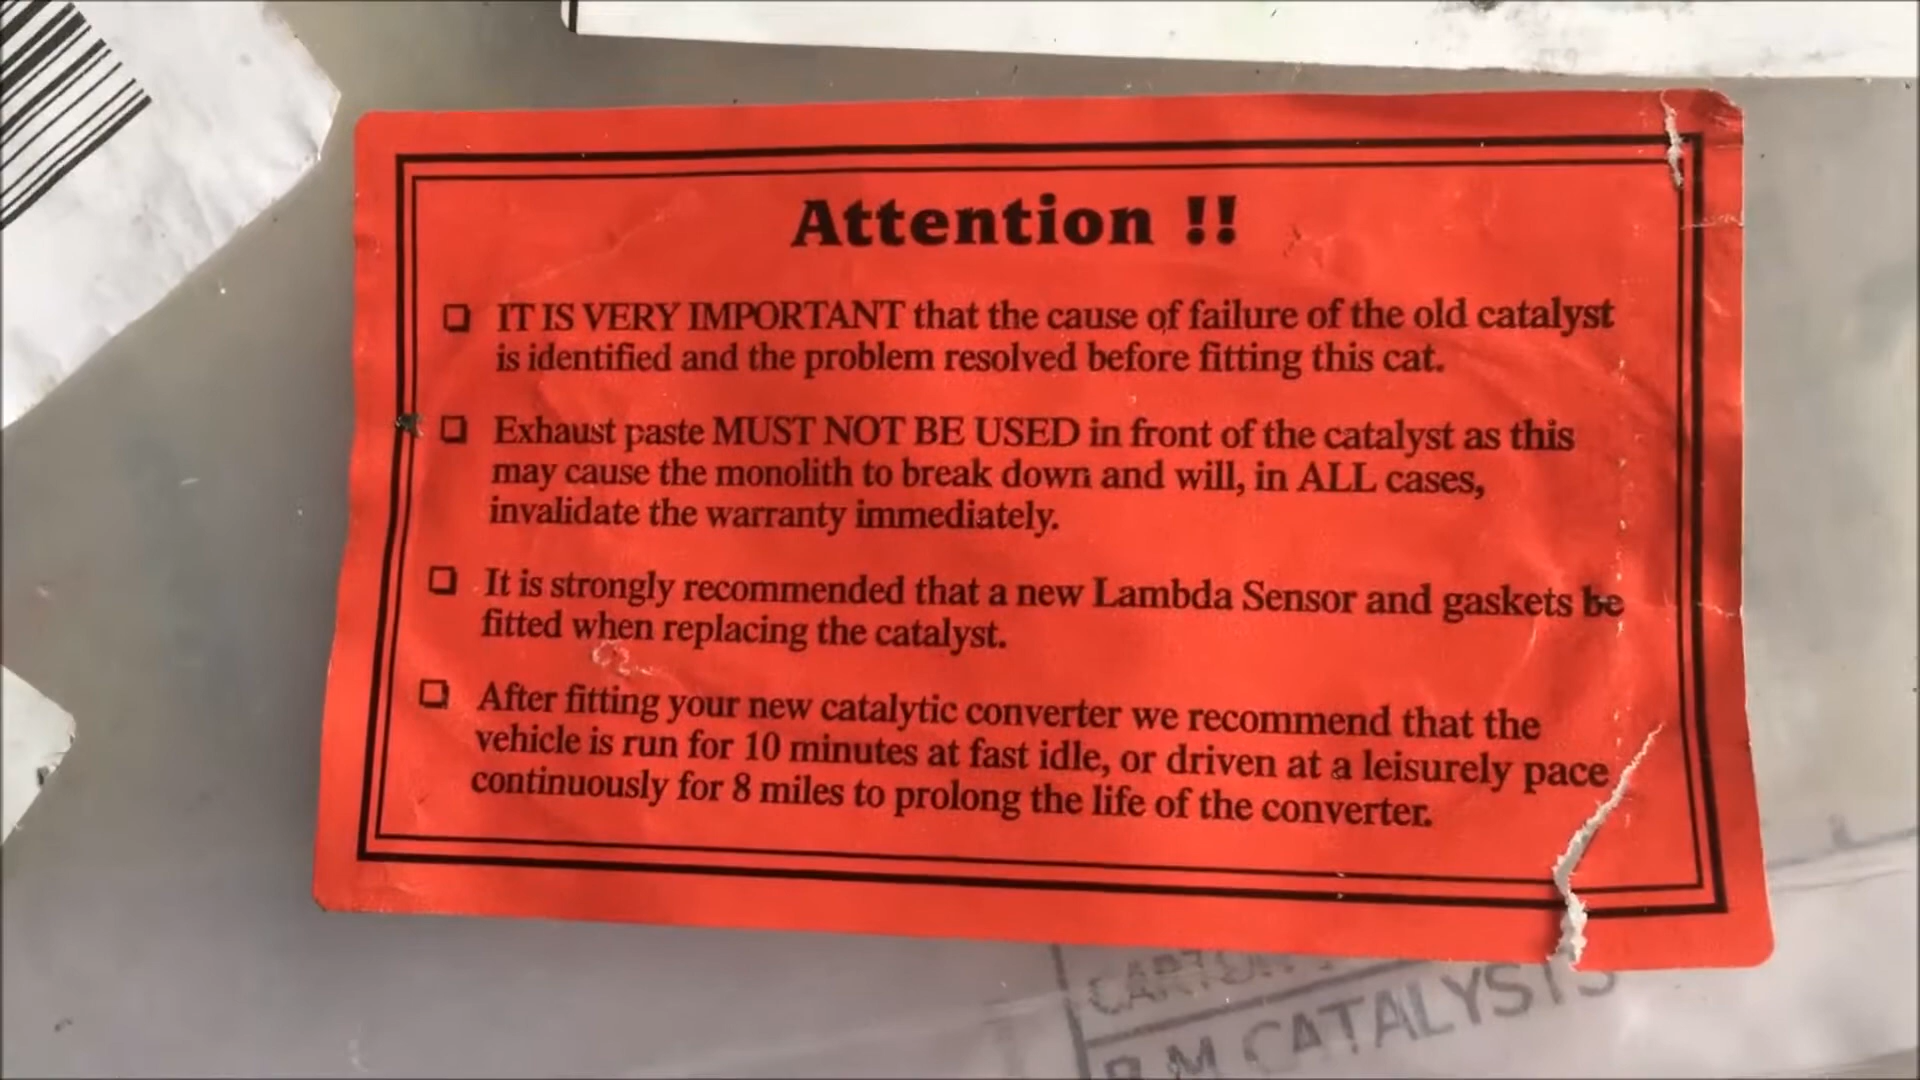 Attention !!
❑ IT IS VERY IMPORTANT that the cause of failure of the old catalyst
is identified and the problem resolved before fitting this cat.
❑ Exhaust paste MUST NOT BE USED in front of the catalyst as this
may cause the monolith to break down and will, in ALL cases,
invalidate the warranty immediately.
❑ It is strongly recommended that a new Lambda Sensor and gaskets be
fitted when replacing the catalyst.
❑ After fitting your new catalytic converter we recommend that the
vehicle is run for 10 minutes at fast idle, or driven at a leisurely pace
continuously for 8 miles to prolong the life of the converter.
CATALYSTS